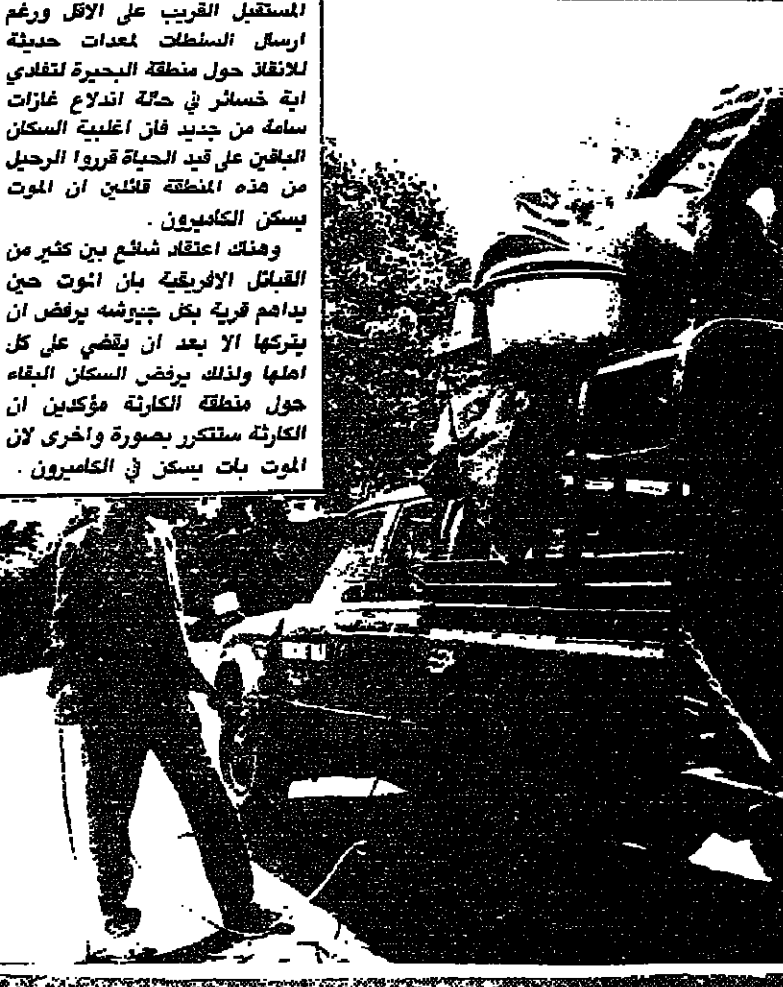 المستقبل القريب على الاقل ورغم
ارسال السلطات لمعدات حديثة
للانقاذ حول منطقة البحيرة لتفادي
اية خسائر في حالة اندلاع غازات
سامة من جديد فان اغلبية السكان
الباقين على قيد الحياة قرروا الرحيل
من هذه المنطقة قائلين ان الموت
يسكن الكاميرون .
وهناك اعتقاد شائع بين كثير من
القبائل الافريقية بان الموت حين
يداهم قرية بكل جيوشه يرفض ان
يتركها الا بعد ان يقضي على كل
اهلها ولذلك يرفض السكان البقاء
حول منطقة الكارثة مؤكدين ان
الكارثة ستتكرر بصورة واخرى لان
الموت بات يسكن في الكاميرون .